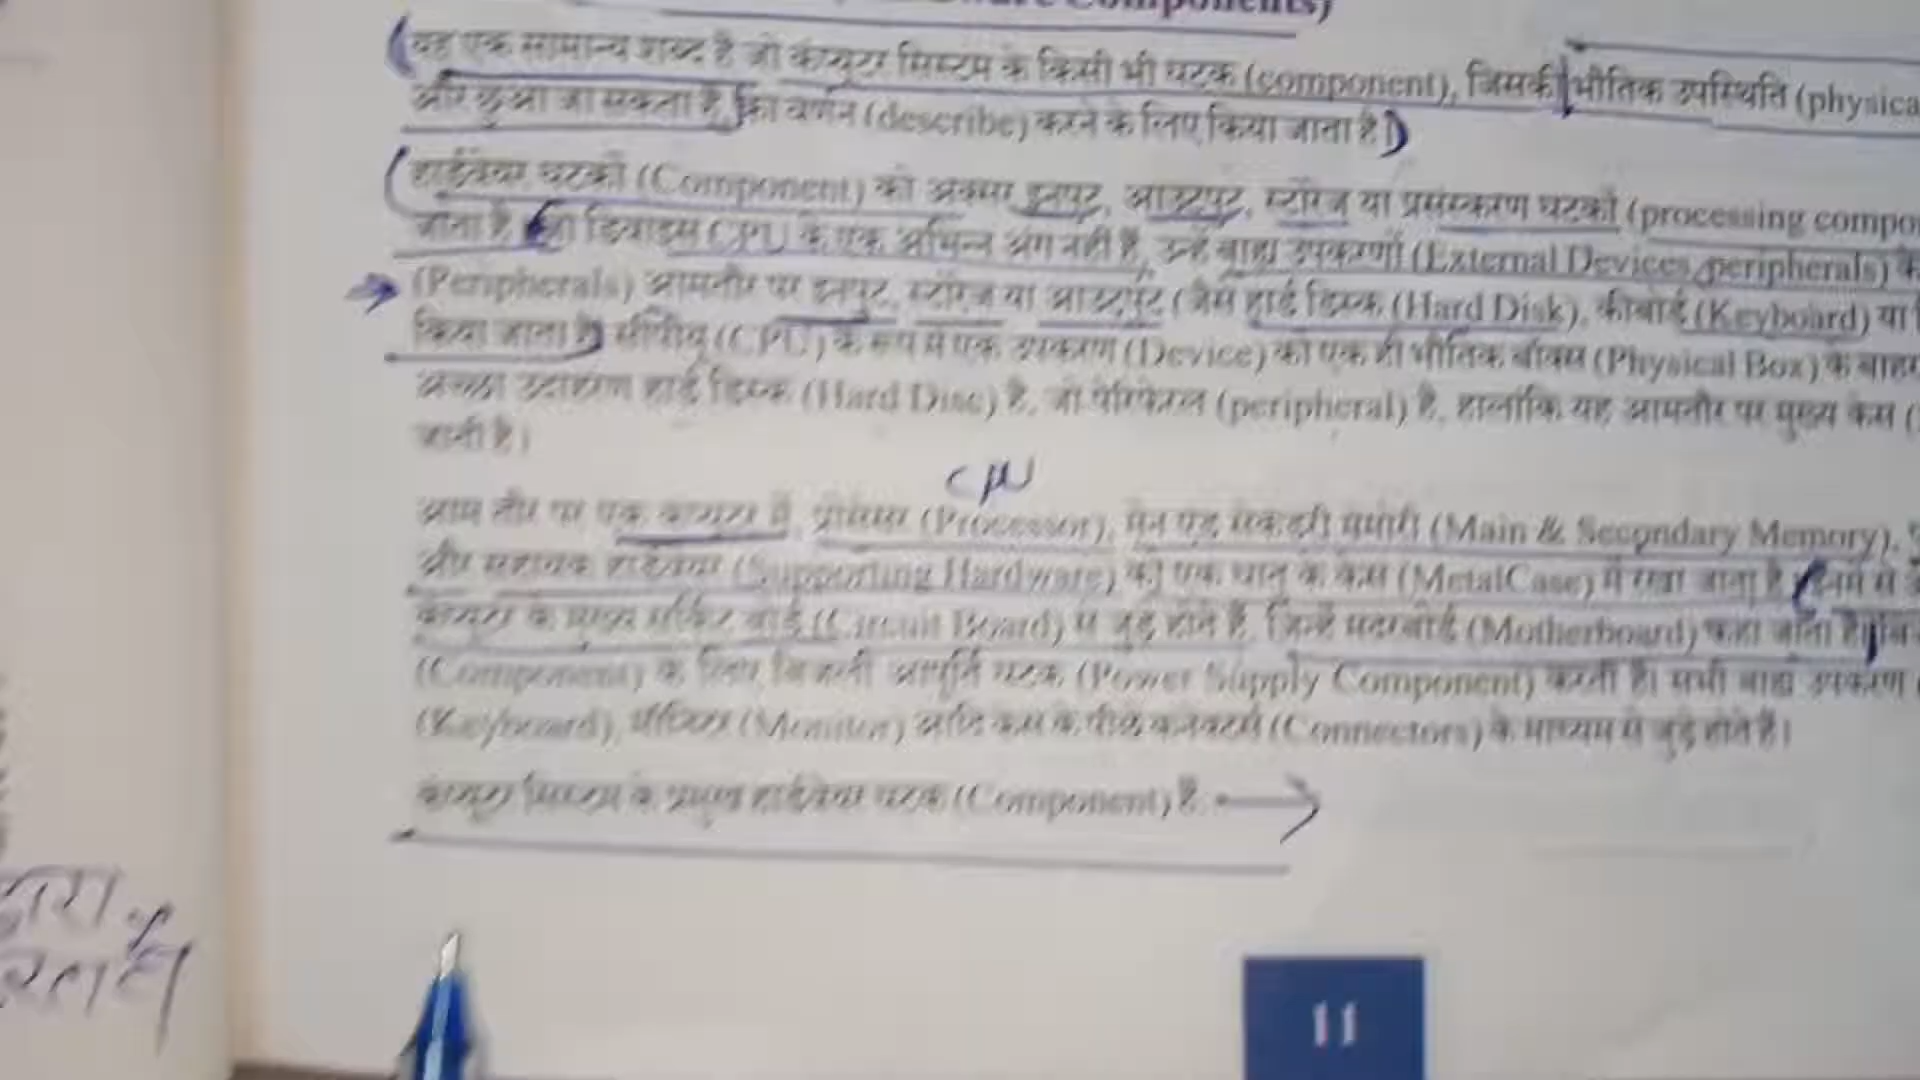 Components)
यह एक सामान्य शब्द है जो कंप्यूटर सिस्टम के किसी भी घटक (component), जिसकी भौतिक उपस्थिति (physica
और छुआ जा सकता है, का वर्णन (describe) करने के लिए किया जाता है।
हार्डवेयर घटकों (Component) को अक्सर इनपुट, आउटपुट, स्टोरेज या प्रसंस्करण घटकों (processing compo
जाता है। जो डिवाइस CPU के एक अभिन्न अंग नहीं है, उन्हें बाह्य उपकरणों (External Devices/peripherals) के
(Peripherals) आमतौर पर इनपुट, स्टोरेज या आउटपुट (जैसे हार्ड डिस्क (Hard Disk), कीबोर्ड (Keyboard) या
किया जाता है। सीपीयू (CPU) के रूप में एक उपकरण (Device) को एक ही भौतिक बॉक्स (Physical Box) के बाहर
अच्छा उदाहरण हार्ड डिस्क (Hard Disc) है, जो पेरिफेरल (peripheral) है, हालांकि यह आमतौर पर मुख्य केस (
जाती है।
CPU
आम तौर पर एक कंप्यूटर में, प्रोसेसर (Processor), मेन एंड सेकंडरी मेमोरी (Main & Secondary Memory),
और सहायक हार्डवेयर (Supporting Hardware) को एक धातु के केस (MetalCase) में रखा जाता है। इनमें से
कंप्यूटर के मुख्य सर्किट बोर्ड (Circuit Board) से जुड़े होते हैं, जिन्हें मदरबोर्ड (Motherboard) कहा जाता है।
(Component) के लिए बिजली आपूर्ति घटक (Power Supply Component) करती है। सभी बाह्य उपकरण
(Keyboard), मॉनिटर (Monitor) आदि केस के पीछे कनेक्टर्स (Connectors) के माध्यम से जुड़े होते हैं।
कंप्यूटर सिस्टम के प्रमुख हार्डवेयर घटक (Component) है
11